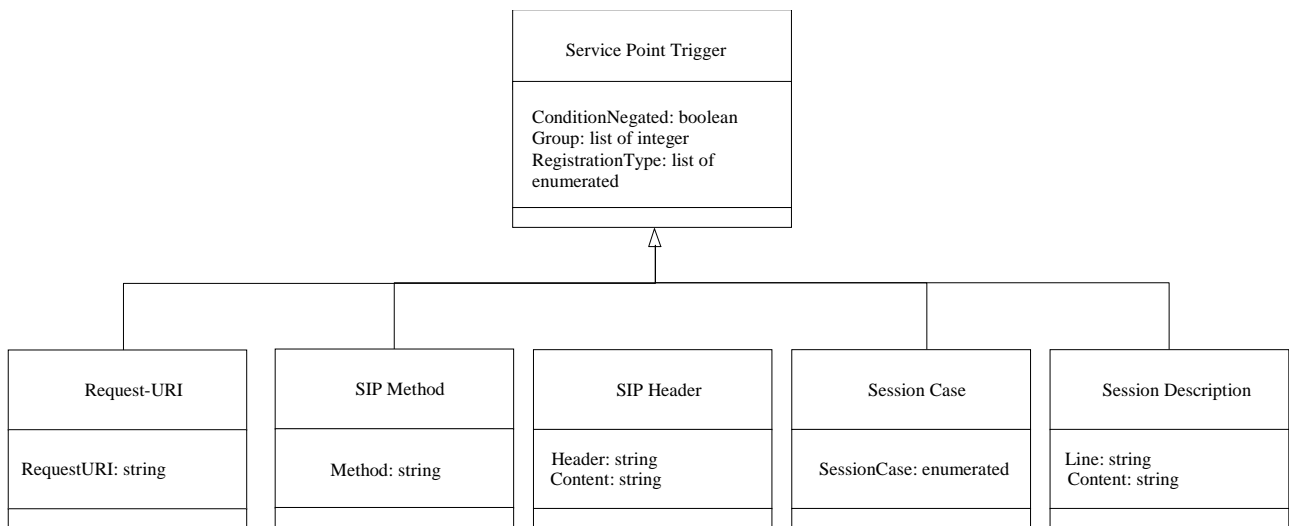 Service Point Trigger
ConditionNegated: boolean
Group: list of integer
RegistrationType: list of
enumerated
Request-URI
RequestURI: string
SIP Method
Method: string
SIP Header
Header: string
Content: string
Session Case
SessionCase: enumerated
Session Description
Line: string
Content: string